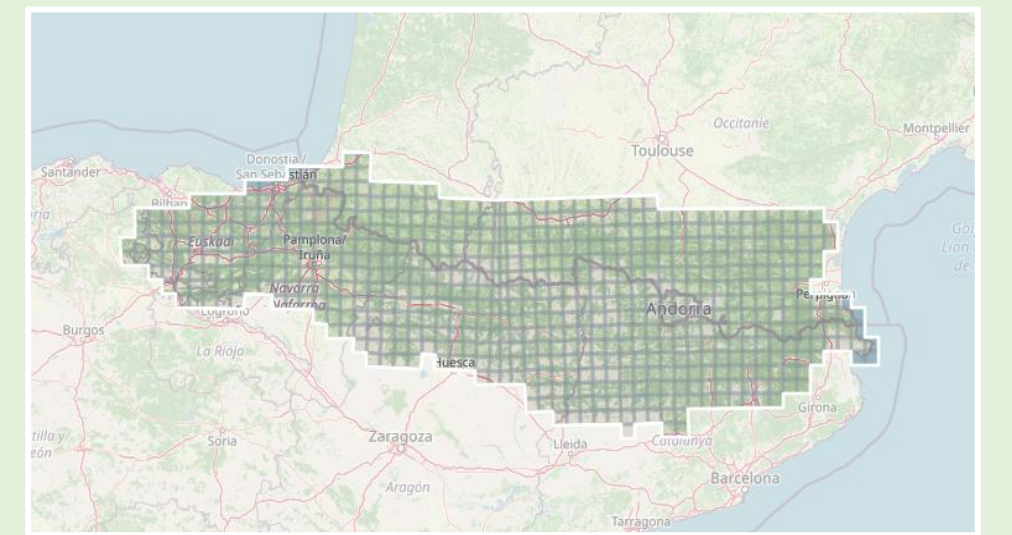 Occitanie
Montpellier
Toulouse
Donostia /
San Sebastián
Santander
Bilbao
Euskadi
Pamplona/
Iruña
Navarra
Nafarroa
Logroño
Andorra
Burgos
La Rioja
Huesca
Girona
Soria
Zaragoza
Lleida
Catalunya
Barcelona
Aragón
Tarragona